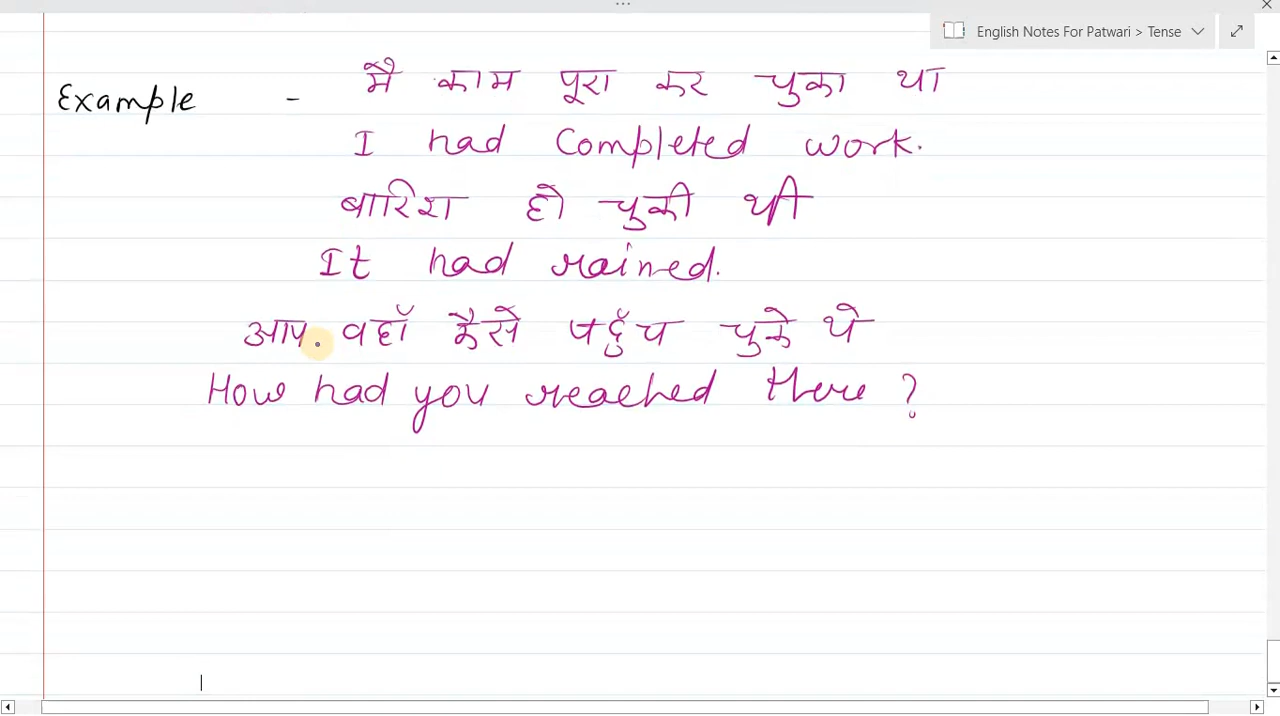 English Notes For Patwari > Tense
Example - मै काम पूरा कर चुका था
I had Completed work.
बारिश हो चुकी थी
It had rained.
आप वहाँ कैसे पहुँच चुके थे
How had you reached there ?